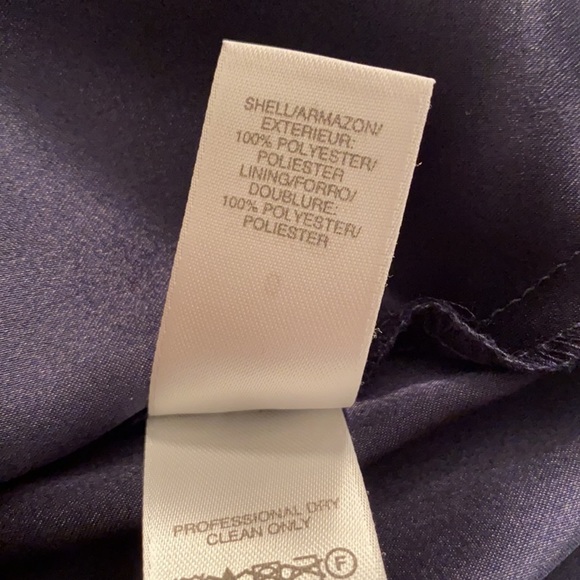 SHELL/ARMAZON/
EXTERIEUR:
100% POLYESTER/
POLIESTER
LINING/FORRO/
DOUBLURE:
100% POLYESTER/
POLIESTER
PROFESSIONAL DRY
CLEAN ONLY
F